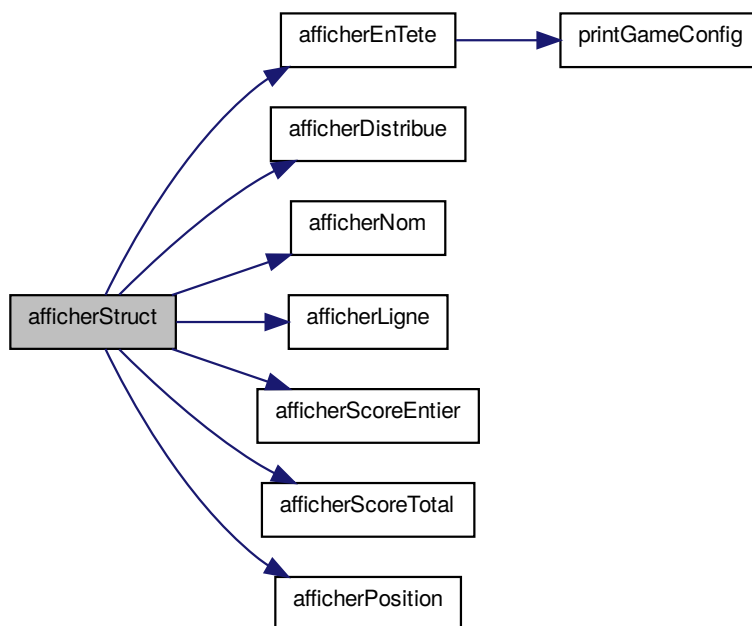 afficherEnTete
printGameConfig
afficherDistribue
afficherNom
afficherStruct
afficherLigne
afficherScoreEntier
afficherScoreTotal
afficherPosition